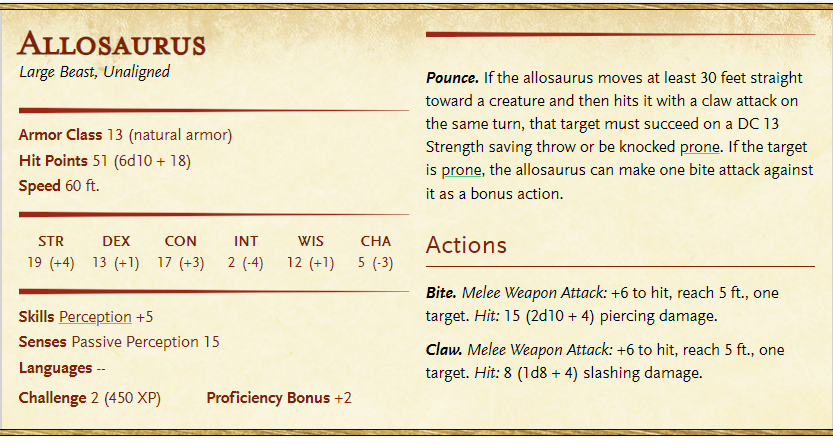 Allosaurus
Large Beast, Unaligned
Armor Class 13 (natural armor)
Hit Points 51 (6d10 + 18)
Speed 60 ft.
STR DEX CON INT WIS CHA
19 (+4) 13 (+1) 17 (+3) 2 (-4) 12 (+1) 5 (-3)
Skills Perception +5
Senses Passive Perception 15
Languages --
Challenge 2 (450 XP) Proficiency Bonus +2
Pounce. If the allosaurus moves at least 30 feet straight
toward a creature and then hits it with a claw attack on
the same turn, that target must succeed on a DC 13
Strength saving throw or be knocked prone. If the target
is prone, the allosaurus can make one bite attack against
it as a bonus action.
Actions
Bite. Melee Weapon Attack: +6 to hit, reach 5 ft., one
target. Hit: 15 (2d10 + 4) piercing damage.
Claw. Melee Weapon Attack: +6 to hit, reach 5 ft., one
target. Hit: 8 (1d8 + 4) slashing damage.